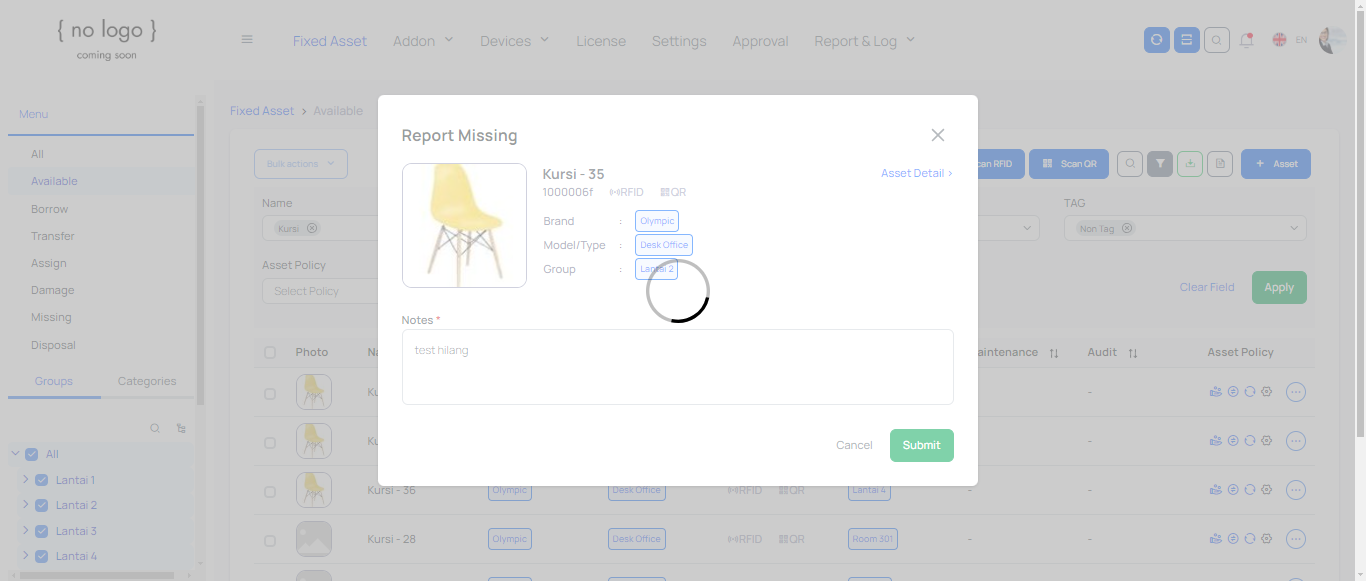 { no logo }
coming soon
Fixed Asset
Addon
Devices
License
Settings
Approval
Report & Log
EN
Menu
All
Available
Borrow
Transfer
Assign
Damage
Missing
Disposal
Groups
Categories
All
Lantai 1
Lantai 2
Lantai 3
Lantai 4
Fixed Asset > Available
Bulk actions
Scan QR
+ Asset
Name
Kursi
TAG
Non Tag
Asset Policy
Select Policy
Clear Field
Apply
Report Missing
Kursi - 35
Asset Detail >
1000006f RFID QR
Brand : Olympic
Model/Type : Desk Office
Group : Lantai 2
Notes *
test nilang
Cancel
Submit
Photo
Audit
Asset Policy
-
-
Kursi - 36 Olympic Desk Office RFID QR Lantai 4 - -
Kursi - 28 Olympic Desk Office RFID QR Room 301 - -